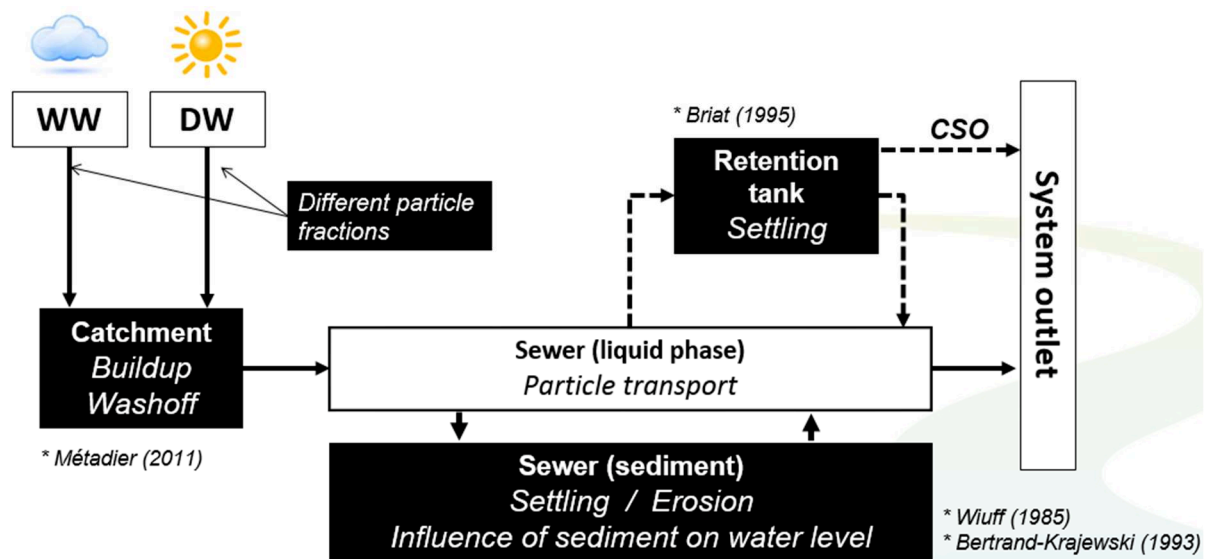 WW
DW
Different particle
fractions
* Briat (1995)
CSO
Retention
tank
Settling
System outlet
Catchment
Buildup
Washoff
* Métadier (2011)
Sewer (liquid phase)
Particle transport
Sewer (sediment)
Settling / Erosion
Influence of sediment on water level
* Wiuff (1985)
* Bertrand-Krajewski (1993)